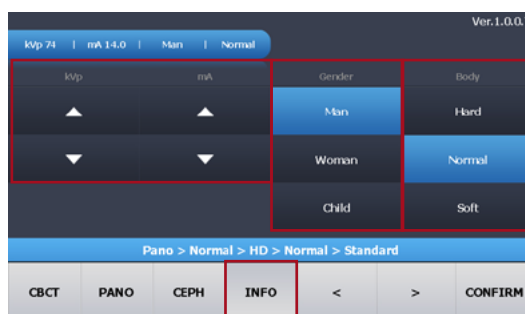 Ver.1.0.0.
kVp 74 | mA 14.0 | Man | Normal
kVp mA Gender Body
Man Hard
Woman Normal
Child Soft
Pano > Normal > HD > Normal > Standard
CBCT PANO CEPH INFO < > CONFIRM